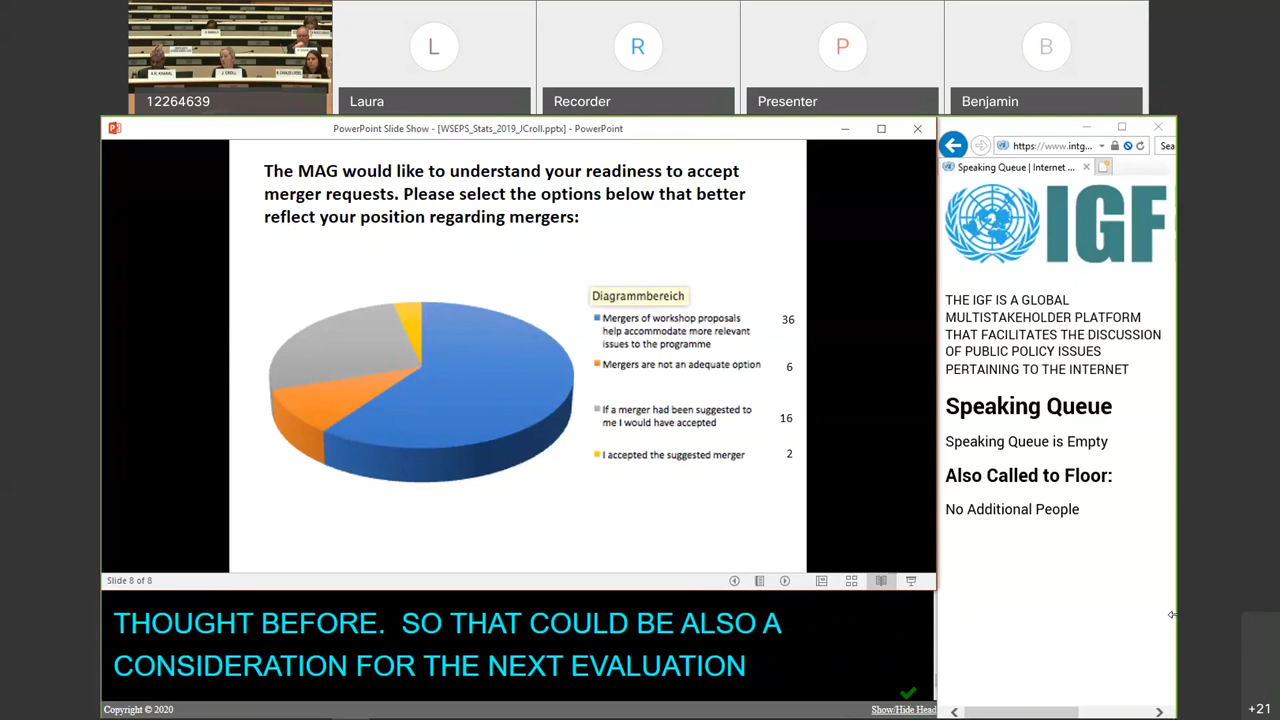 L
R
P
B
12264639
Laura
Recorder
Presenter
Benjamin
A.R. KHANAL
J. CROLL
PowerPoint Slide Show - [WSEPS_Stats_2019_JCroll.pptx] - PowerPoint
The MAG would like to understand your readiness to accept
merger requests. Please select the options below that better
reflect your position regarding mergers:
Diagrammbereich
Mergers of workshop proposals
help accommodate more relevant
issues to the programme
36
Mergers are not an adequate option
6
If a merger had been suggested to
me I would have accepted
16
I accepted the suggested merger
2
Slide 8 of 8
THOUGHT BEFORE. SO THAT COULD BE ALSO A
CONSIDERATION FOR THE NEXT EVALUATION
Copyright © 2020
Show/Hide Head
https://www.intg...
Sea
Speaking Queue | Internet ...
IGF
THE IGF IS A GLOBAL
MULTISTAKEHOLDER PLATFORM
THAT FACILITATES THE DISCUSSION
OF PUBLIC POLICY ISSUES
PERTAINING TO THE INTERNET
Speaking Queue
Speaking Queue is Empty
Also Called to Floor:
No Additional People
+21